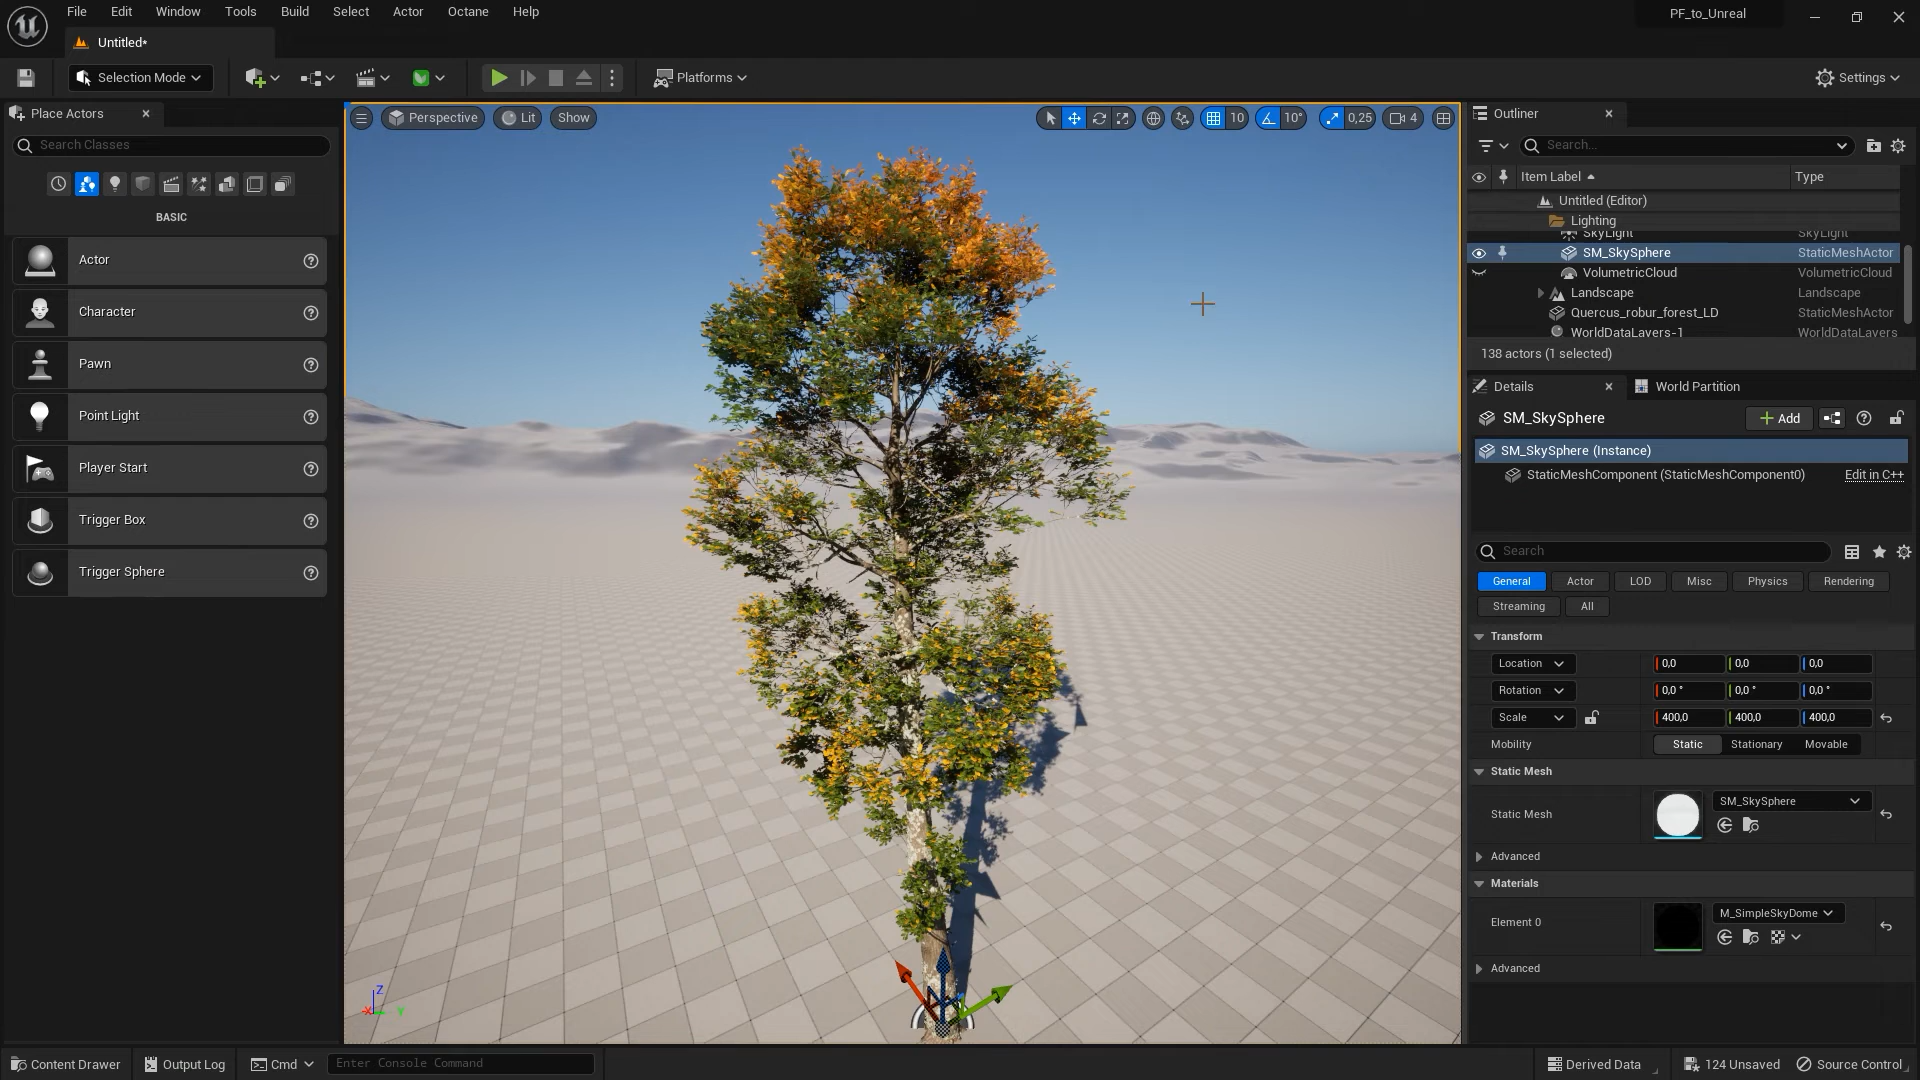 File Edit Window Tools Build Select Actor Octane Help
PF_to_Unreal
Untitled*
Selection Mode
Platforms
Settings
Place Actors
Search Classes
BASIC
Actor
Character
Pawn
Point Light
Player Start
Trigger Box
Trigger Sphere
Perspective Lit Show
10 10° 0,25 4
Z
X Y
Outliner
Search...
Item Label Type
Untitled (Editor)
Lighting
SkyLight SkyLight
SM_SkySphere StaticMeshActor
VolumetricCloud VolumetricCloud
Landscape Landscape
Quercus_robur_forest_LD StaticMeshActor
WorldDataLayers-1 WorldDataLayers
138 actors (1 selected)
Details World Partition
SM_SkySphere
Add
SM_SkySphere (Instance)
StaticMeshComponent (StaticMeshComponent0) Edit in C++
Search
General Actor LOD Misc Physics Rendering
Streaming All
Transform
Location 0,0 0,0 0,0
Rotation 0,0 ° 0,0 ° 0,0 °
Scale 400,0 400,0 400,0
Mobility Static Stationary Movable
Static Mesh
Static Mesh SM_SkySphere
Advanced
Materials
Element 0 M_SimpleSkyDome
Advanced
Content Drawer Output Log Cmd Enter Console Command
Derived Data 124 Unsaved Source Control